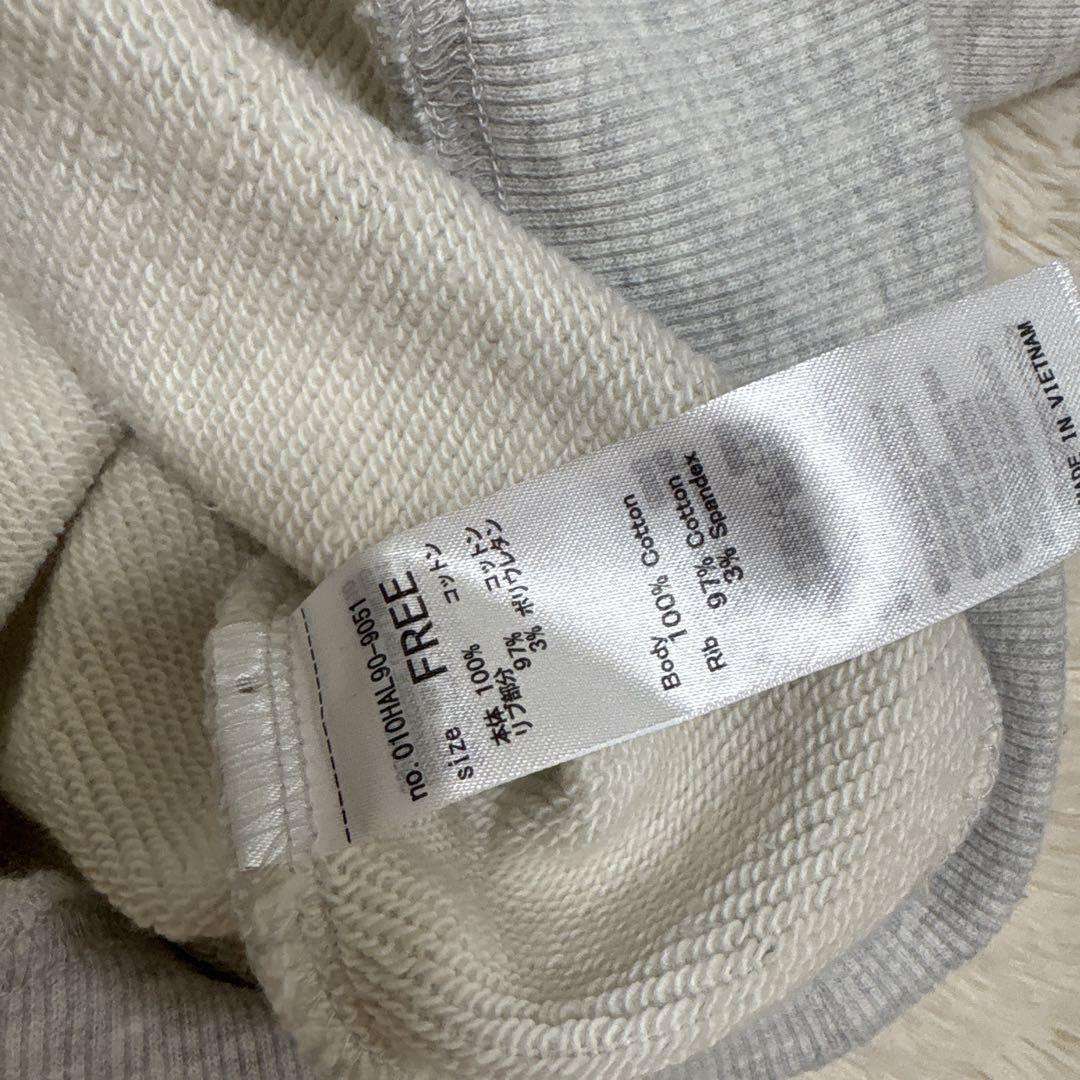 no. 010HAL90-9051
size FREE
本体 100% コットン
リブ部分 97% コットン
3% ポリウレタン
Body 100% Cotton
Rib 97% Cotton
3% Spandex
IN VIETNAM